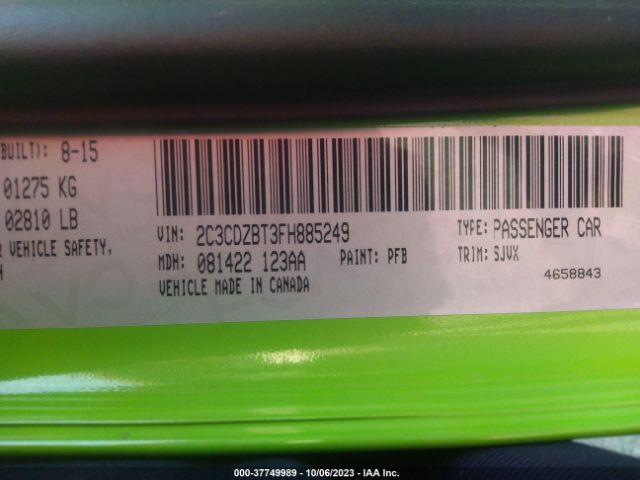 BUILT): 8-15
01275 KG
02810 LB
VEHICLE SAFETY,
VIN: 2C3CDZBT3FH885249
TYPE: PASSENGER CAR
MDH: 081422 123AA
PAINT: PFB
TRIM: SJVX
VEHICLE MADE IN CANADA
4658843
000-37749989 - 10/06/2023 - IAA Inc.